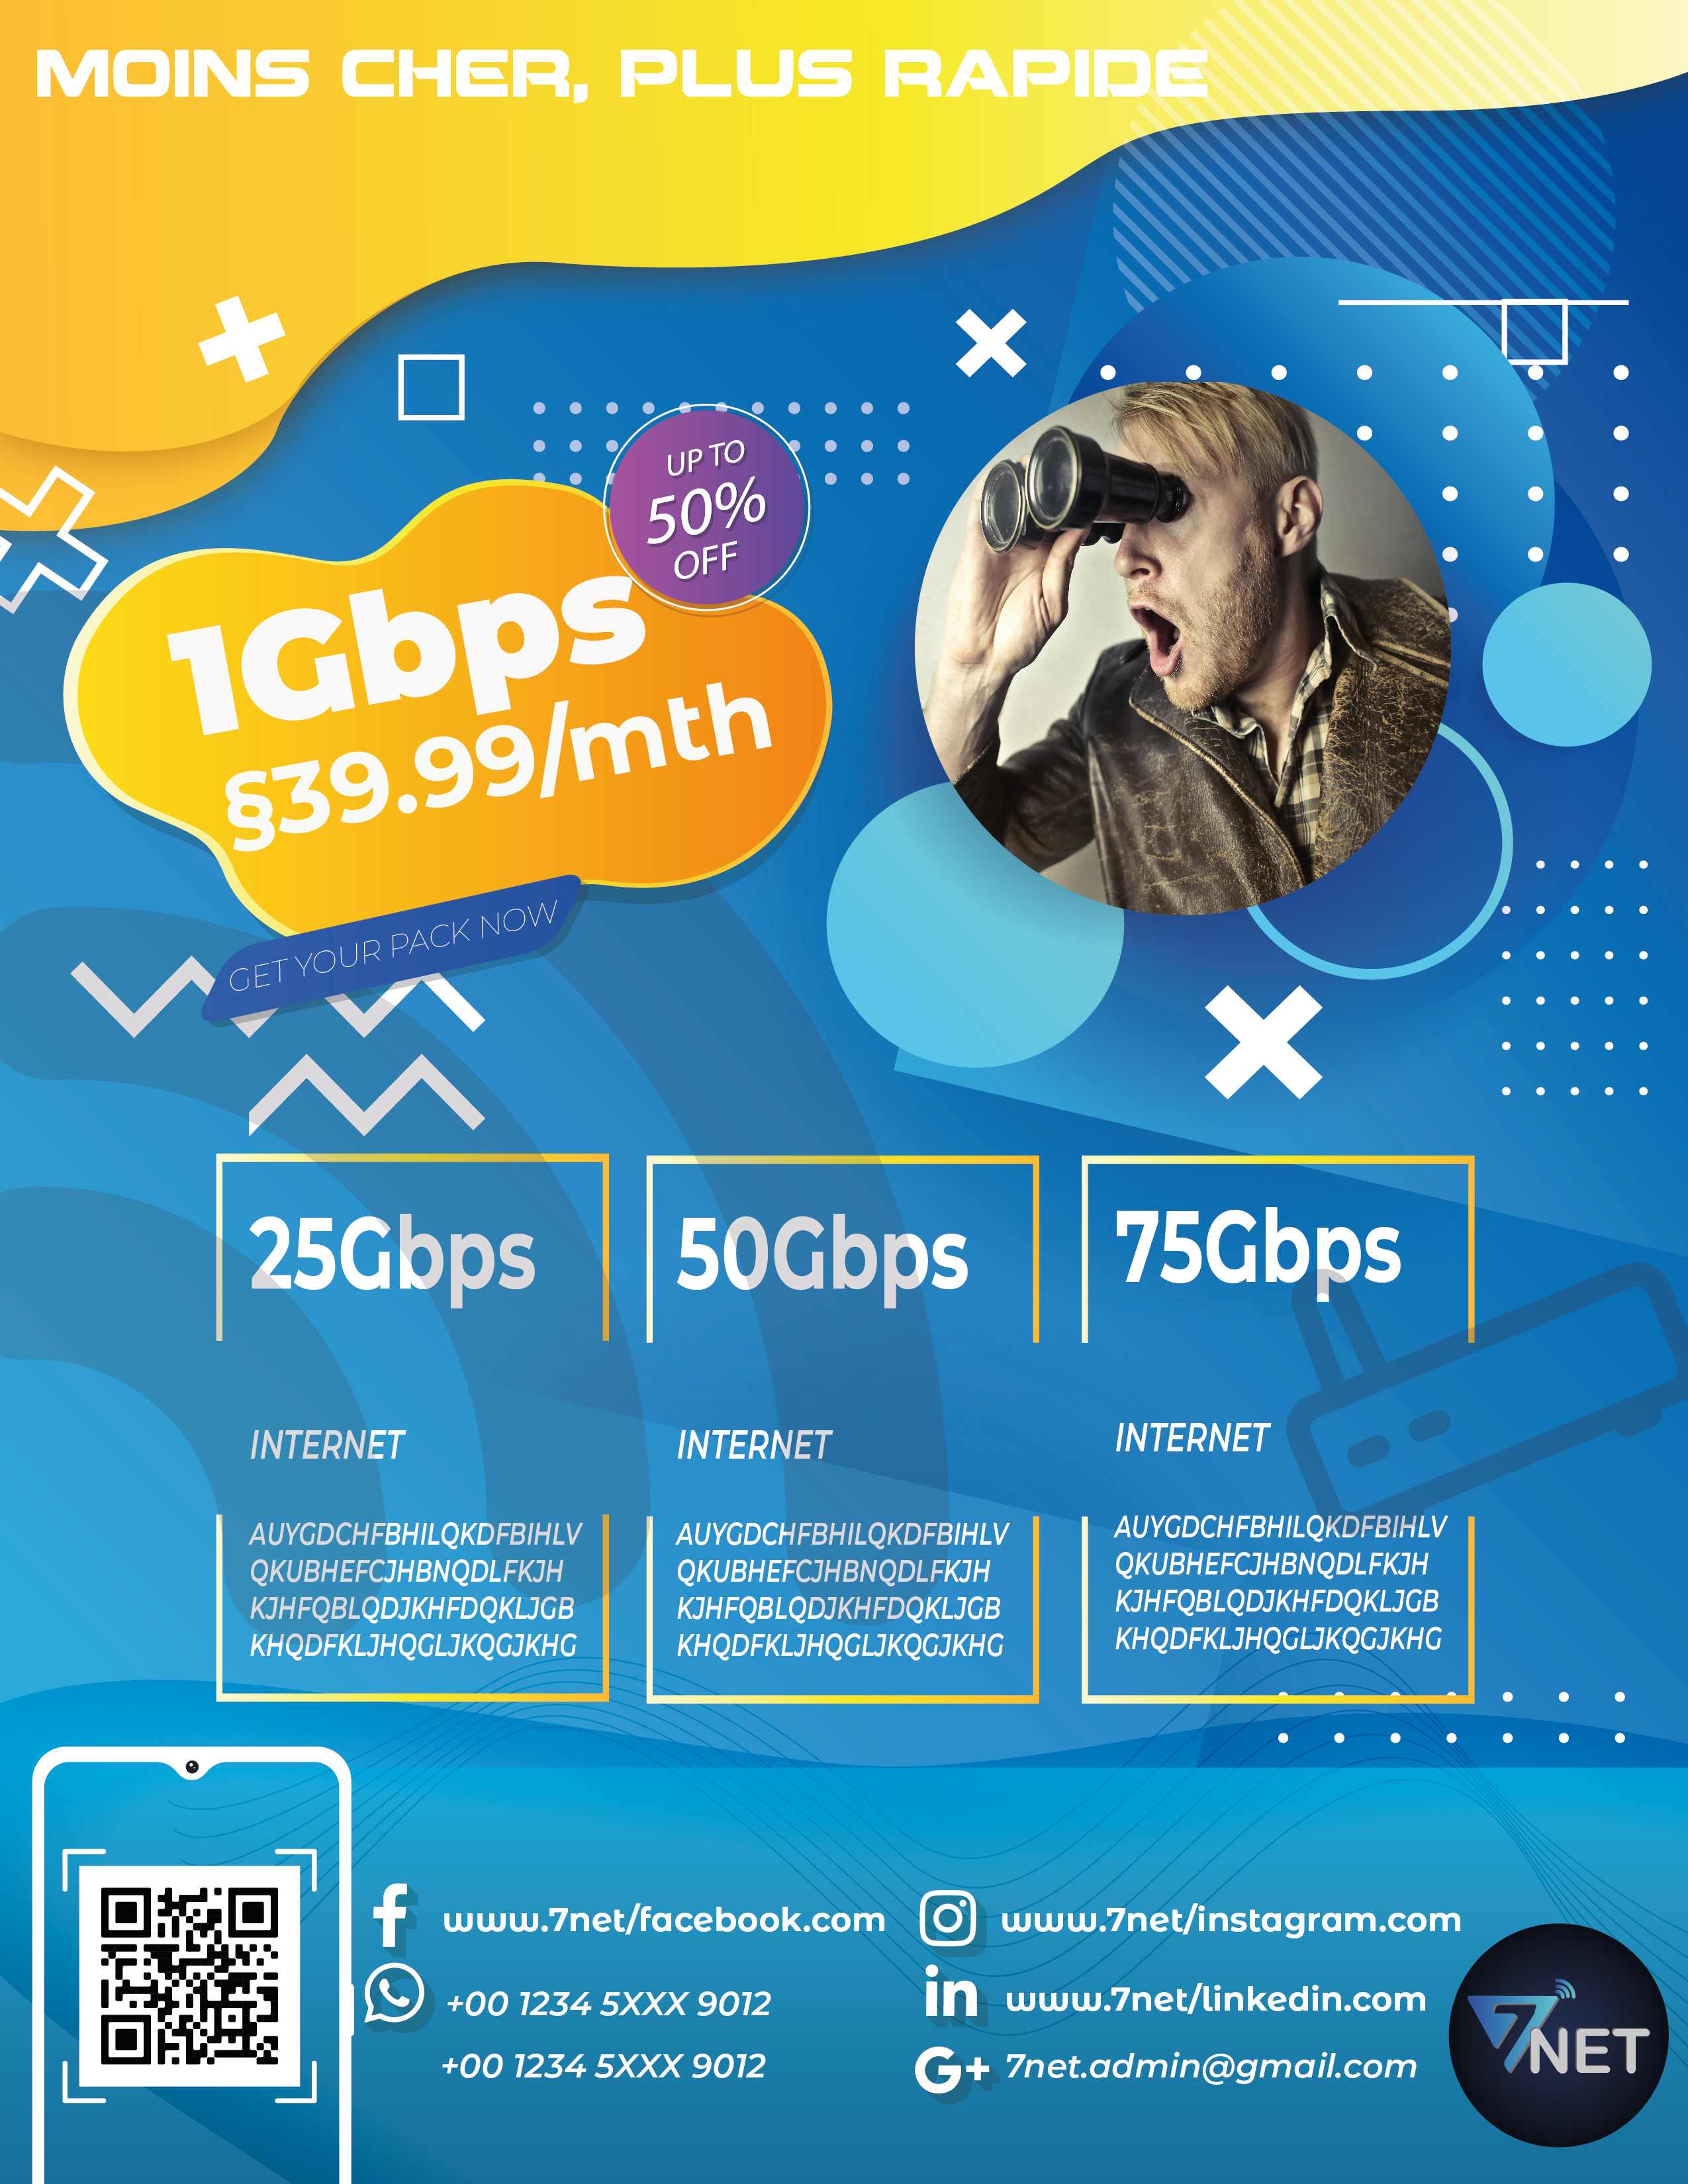 MOINS CHER, PLUS RAPIDE
UP TO
50%
OFF
1Gbps
§39.99/mth
GET YOUR PACK NOW
25Gbps
INTERNET
AUYGDCHFBHILQKDFBIHLV
QKUBHEFCJHBNQDLFKJH
KJHFQBLQDJKHFDQKLJGB
KHQDFKLJHQGLJKQGJKHG
50Gbps
INTERNET
AUYGDCHFBHILQKDFBIHLV
QKUBHEFCJHBNQDLFKJH
KJHFQBLQDJKHFDQKLJGB
KHQDFKLJHQGLJKQGJKHG
75Gbps
INTERNET
AUYGDCHFBHILQKDFBIHLV
QKUBHEFCJHBNQDLFKJH
KJHFQBLQDJKHFDQKLJGB
KHQDFKLJHQGLJKQGJKHG
www.7net/facebook.com
+00 1234 5XXX 9012
+00 1234 5XXX 9012
www.7net/instagram.com
in www.7net/linkedin.com
G+ 7net.admin@gmail.com
7NET